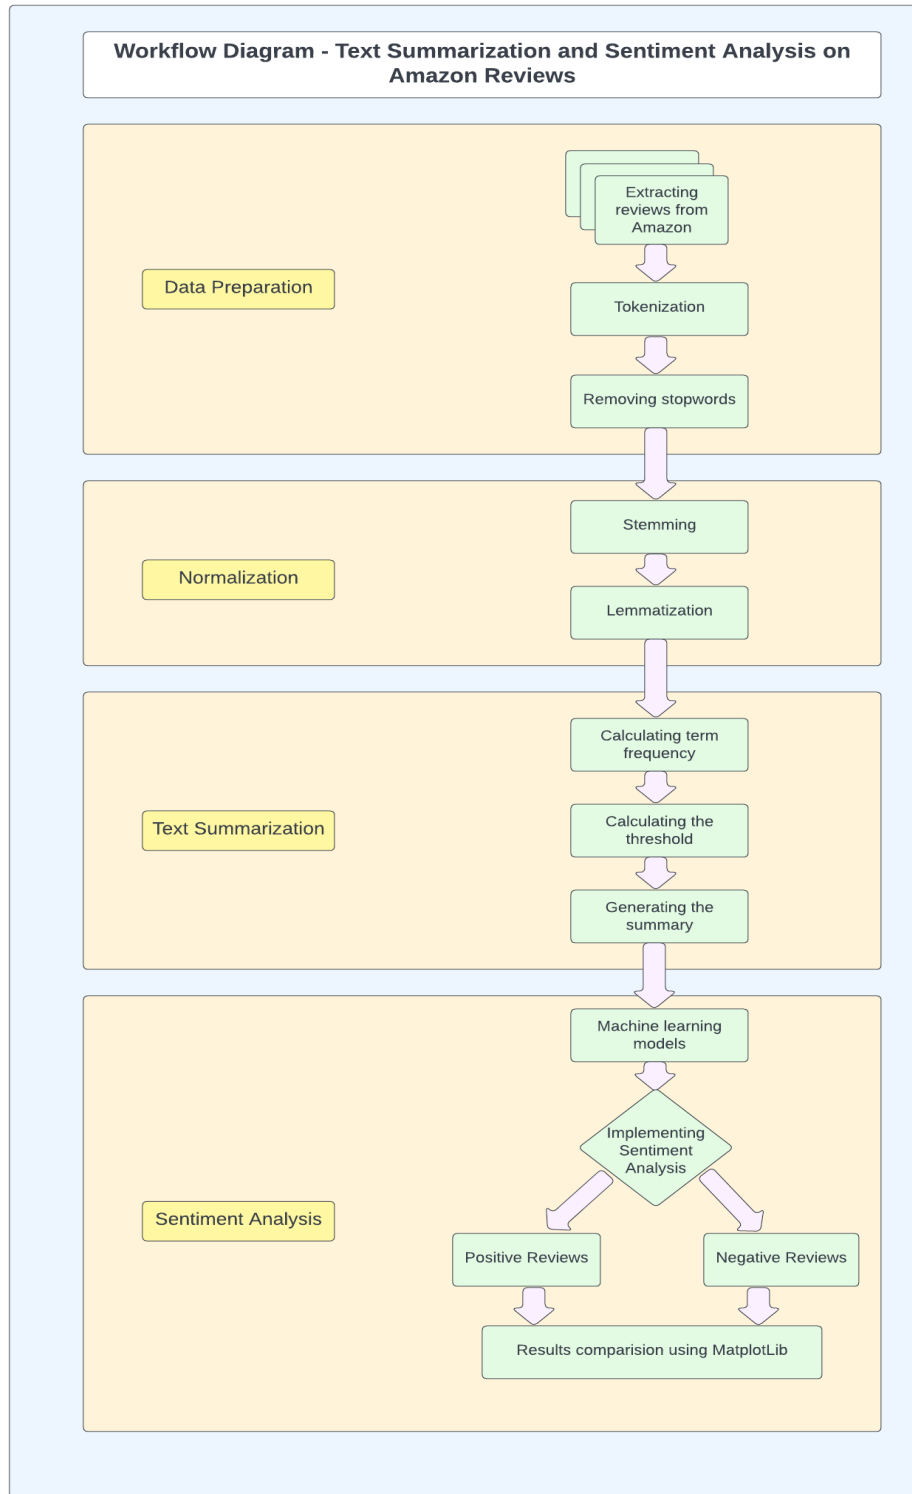 Workflow Diagram - Text Summarization and Sentiment Analysis on
Amazon Reviews
Extracting
reviews from
Amazon
Data Preparation
Tokenization
Removing stopwords
Stemming
Normalization
Lemmatization
Calculating term
frequency
Text Summarization
Calculating the
threshold
Generating the
summary
Machine learning
models
Implementing
Sentiment
Analysis
Sentiment Analysis
Positive Reviews
Negative Reviews
Results comparision using MatplotLib